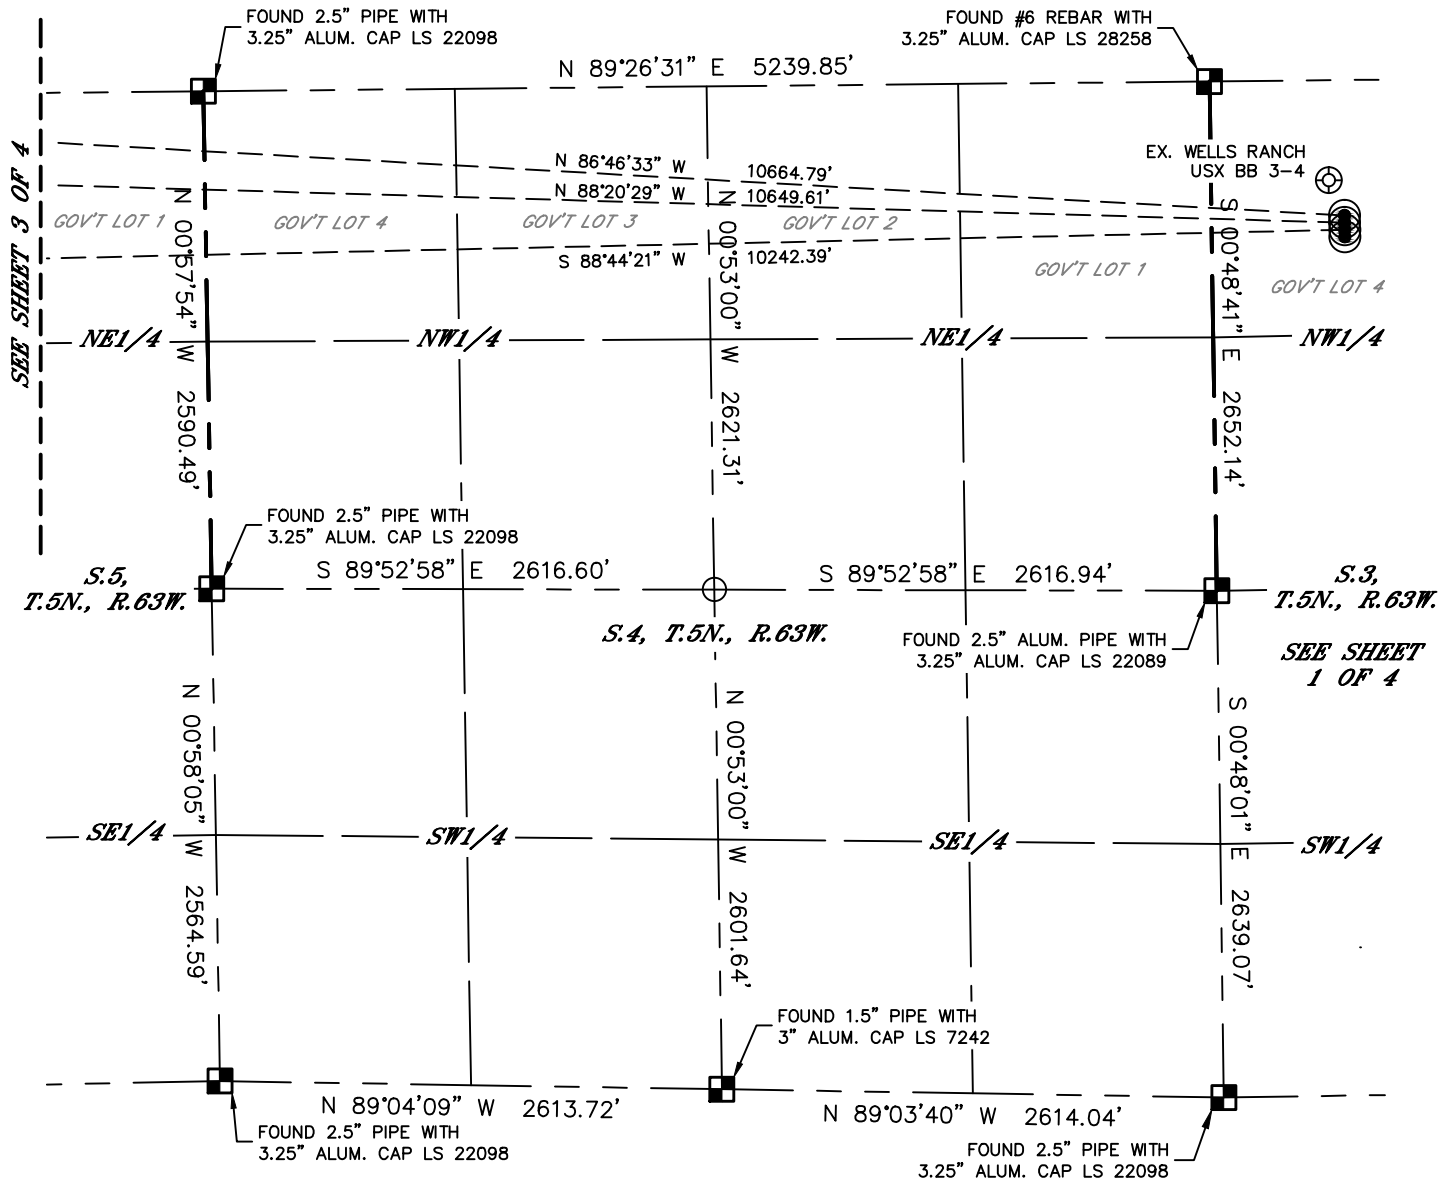 FOUND 2.5" PIPE WITH
3.25" ALUM. CAP LS 22098
FOUND #6 REBAR WITH
3.25" ALUM. CAP LS 28258
N 89°26'31" E 5239.85'
SEE SHEET 3 OF 4
EX. WELLS RANCH
USX BB 3-4
N 86°46'33" W 10664.79'
N 88°20'29" W 10649.61'
S 88°44'21" W 10242.39'
GOV'T LOT 1
GOV'T LOT 4
GOV'T LOT 3
GOV'T LOT 2
GOV'T LOT 1
GOV'T LOT 4
N 00°57'54" W 2590.49'
N 00°53'00" W 2621.31'
S 00°48'41" E 2652.14'
NE1/4
NW1/4
NE1/4
NW1/4
FOUND 2.5" PIPE WITH
3.25" ALUM. CAP LS 22098
S 89°52'58" E 2616.60'
S 89°52'58" E 2616.94'
S.5,
T.5N., R.63W.
S.4, T.5N., R.63W.
S.3,
T.5N., R.63W.
FOUND 2.5" ALUM. PIPE WITH
3.25" ALUM. CAP LS 22089
SEE SHEET
1 OF 4
N 00°58'05" W 2564.59'
N 00°53'00" W 2601.64'
S 00°48'01" E 2639.07'
SE1/4
SW1/4
SE1/4
SW1/4
FOUND 1.5" PIPE WITH
3" ALUM. CAP LS 7242
N 89°04'09" W 2613.72'
N 89°03'40" W 2614.04'
FOUND 2.5" PIPE WITH
3.25" ALUM. CAP LS 22098
FOUND 2.5" PIPE WITH
3.25" ALUM. CAP LS 22098